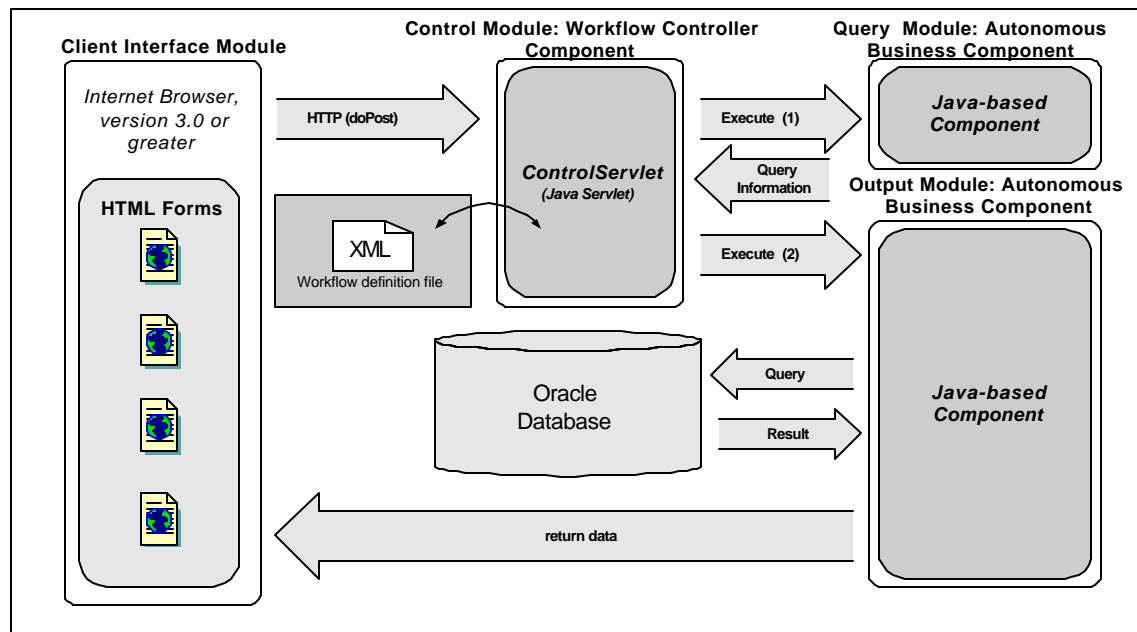 Client Interface Module
Control Module: Workflow Controller
Component
Query Module: Autonomous
Business Component
Internet Browser,
version 3.0 or
greater
HTML Forms
HTTP (doPost)
ControlServlet
(Java Servlet)
XML
Workflow definition file
Execute (1)
Query
Information
Execute (2)
Java-based
Component
Output Module: Autonomous
Business Component
Java-based
Component
Oracle
Database
Query
Result
return data